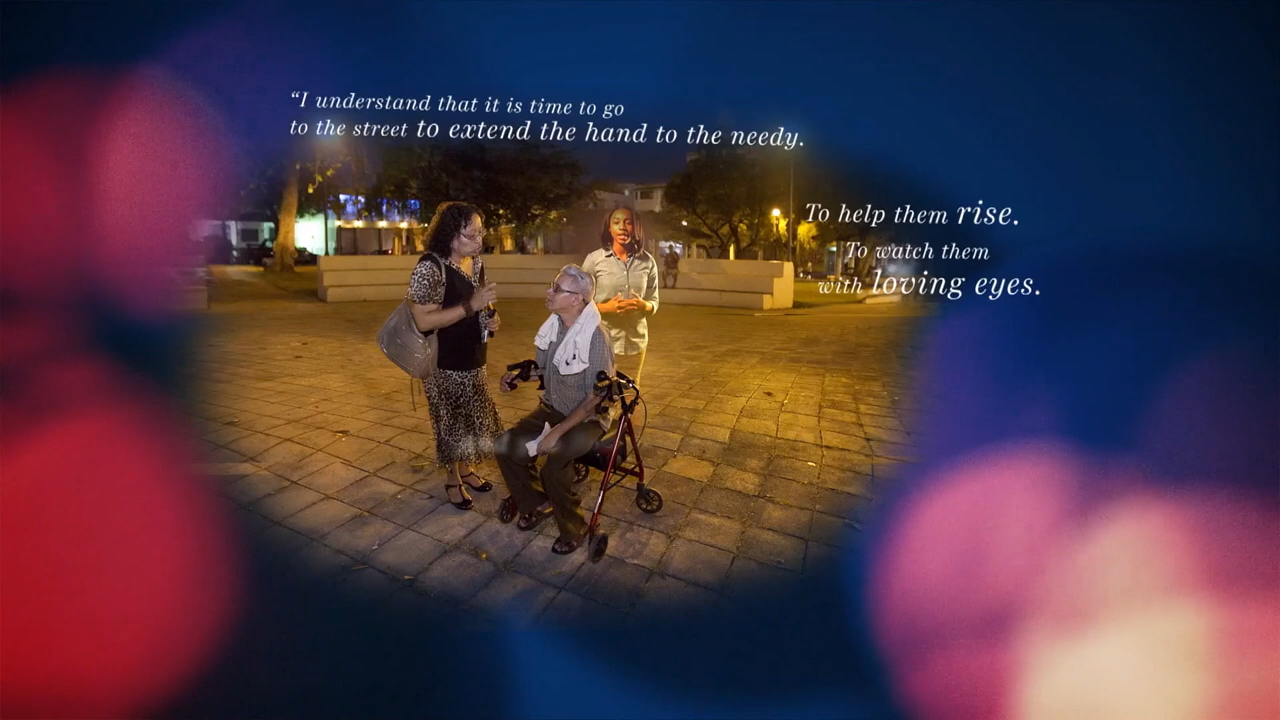 “I understand that it is time to go
to the street to extend the hand to the needy.
To help them rise.
To watch them
with loving eyes.